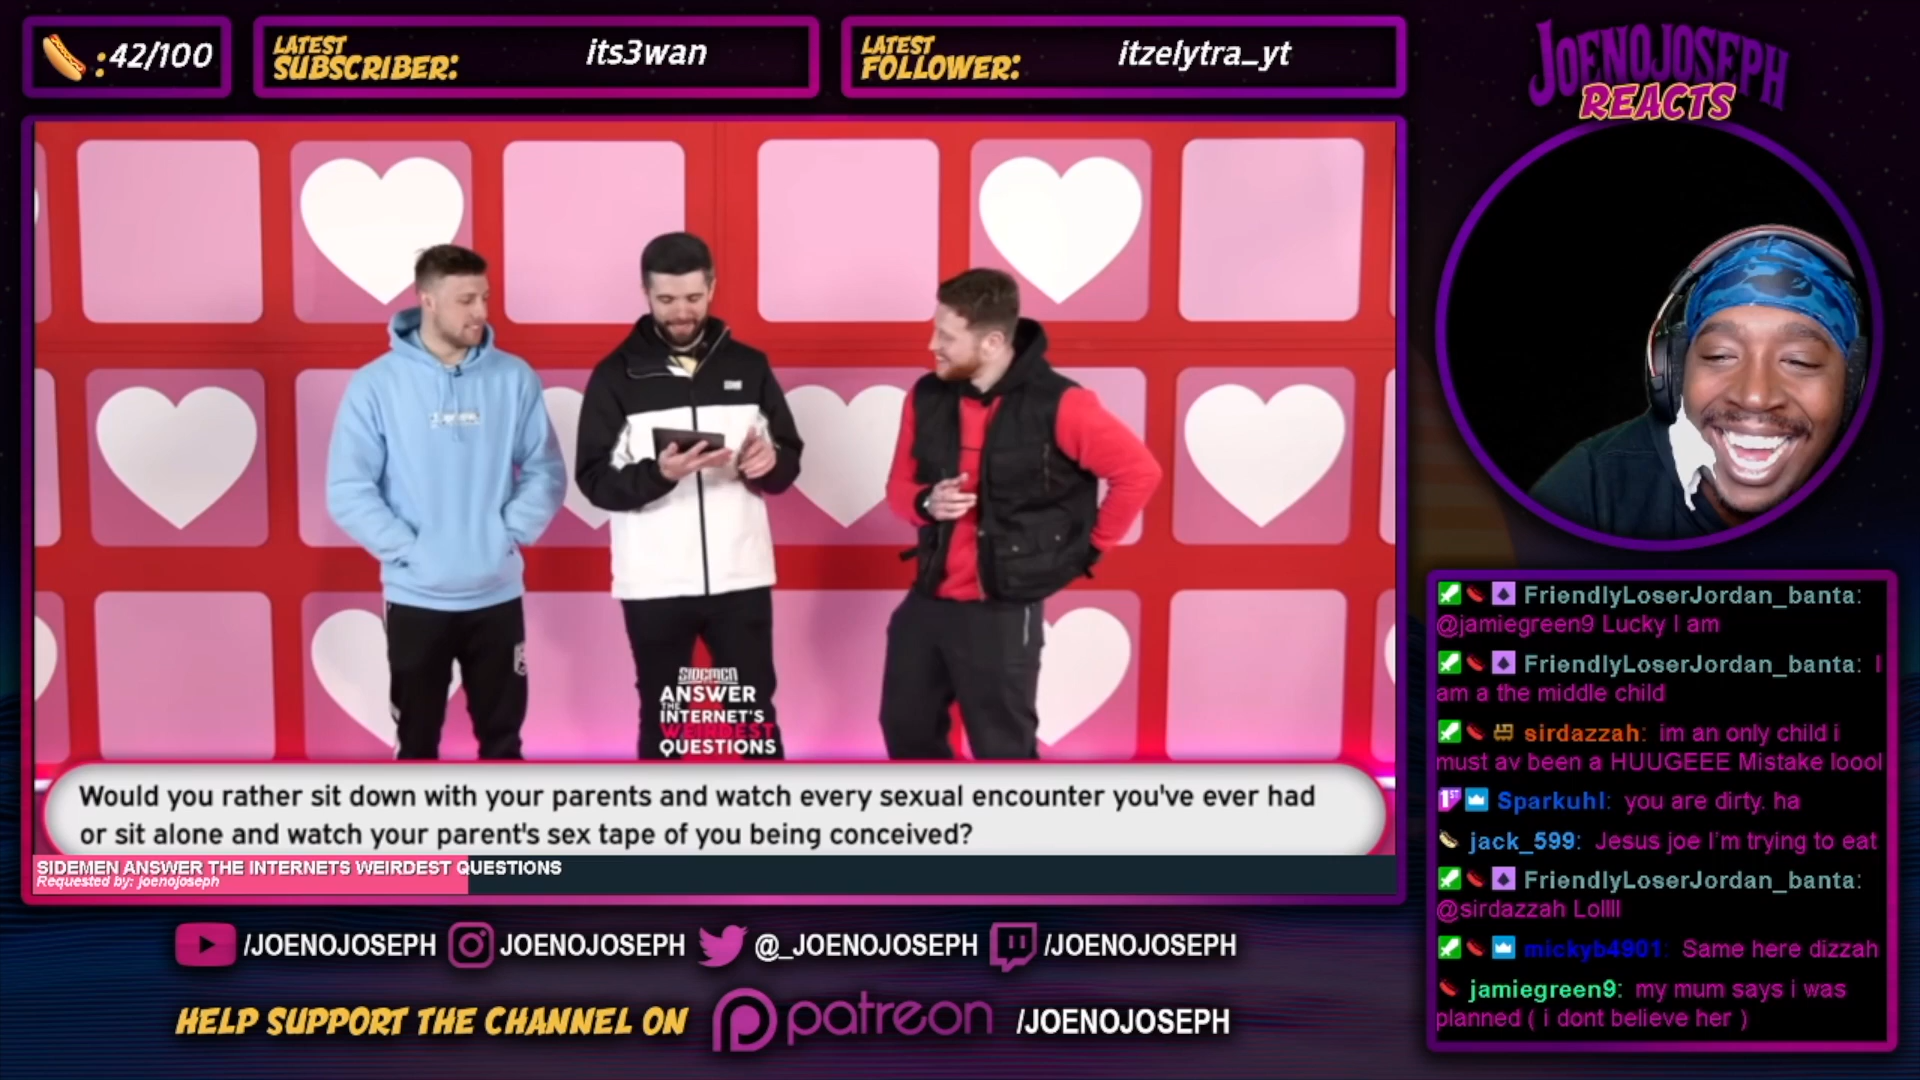 :42/100
LATEST
SUBSCRIBER:
its3wan
LATEST
FOLLOWER:
itzelytra_yt
JOENOJOSEPH
REACTS
SIDEMEN
ANSWER
THE
INTERNET'S
WEIRDEST
QUESTIONS
Would you rather sit down with your parents and watch every sexual encounter you've ever had
or sit alone and watch your parent's sex tape of you being conceived?
SIDEMEN ANSWER THE INTERNETS WEIRDEST QUESTIONS
Requested by: joenojoseph
FriendlyLoserJordan_banta:
@jamiegreen9 Lucky I am
FriendlyLoserJordan_banta: I
am a the middle child
sirdazzah: im an only child i
must av been a HUUGEEE Mistake loool
1ST Sparkuhl: you are dirty. ha
jack_599: Jesus joe I'm trying to eat
FriendlyLoserJordan_banta:
@sirdazzah Lollll
mickyb4901: Same here dizzah
jamiegreen9: my mum says i was
planned ( i dont believe her )
/JOENOJOSEPH
JOENOJOSEPH
@_JOENOJOSEPH
/JOENOJOSEPH
HELP SUPPORT THE CHANNEL ON
patreon
/JOENOJOSEPH